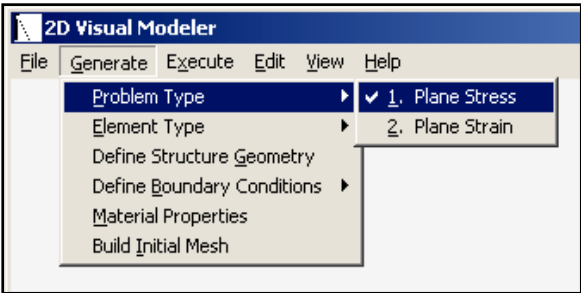 2D Visual Modeler
File Generate Execute Edit View Help
Problem Type
1. Plane Stress
Element Type
2. Plane Strain
Define Structure Geometry
Define Boundary Conditions
Material Properties
Build Initial Mesh